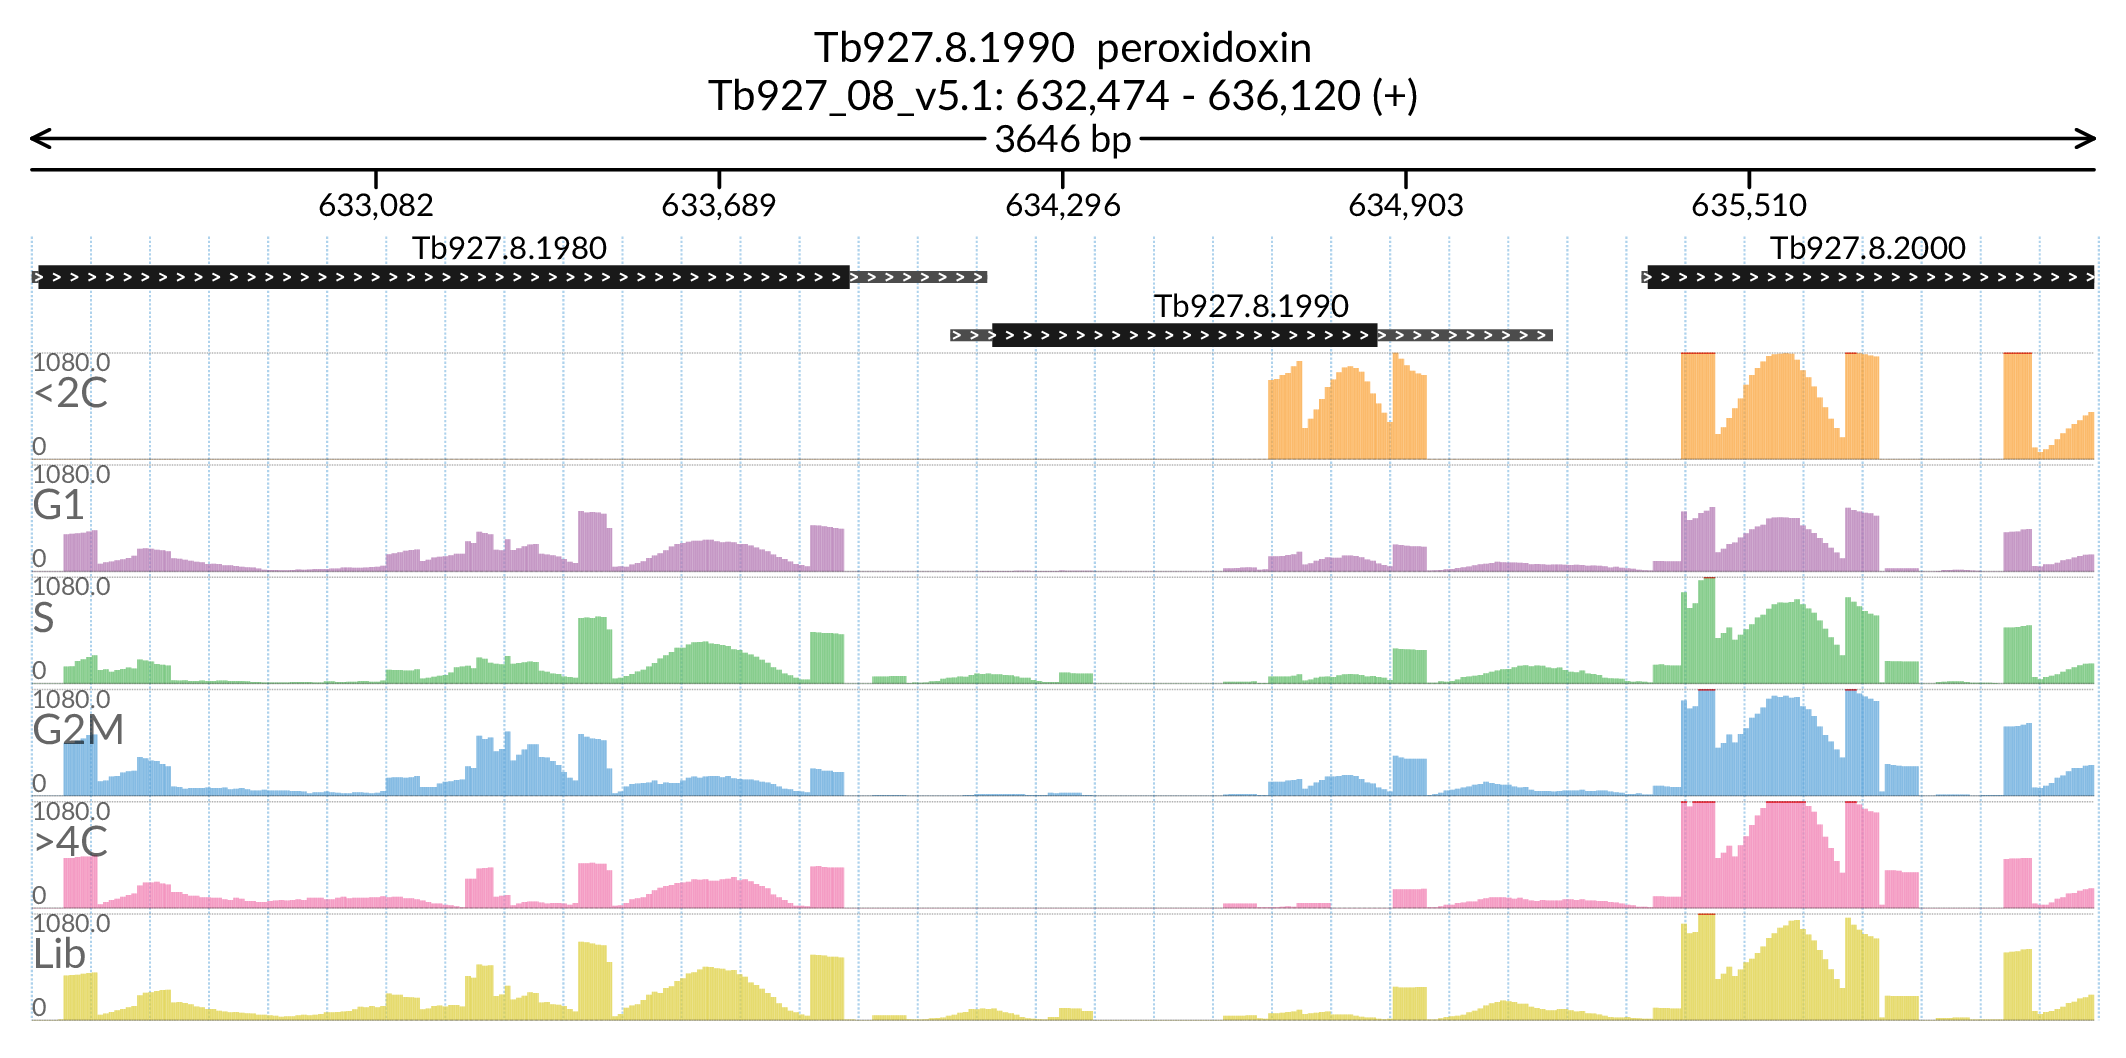 Tb927.8.1990 peroxidoxin
Tb927_08_v5.1: 632,474 - 636,120 (+)
3646 bp
633,082 633,689 634,296 634,903 635,510
Tb927.8.1980 Tb927.8.2000
Tb927.8.1990
1080.0
<2C
0
1080.0
G1
0
1080.0
S
0
1080.0
G2M
0
1080.0
>4C
0
1080.0
Lib
0